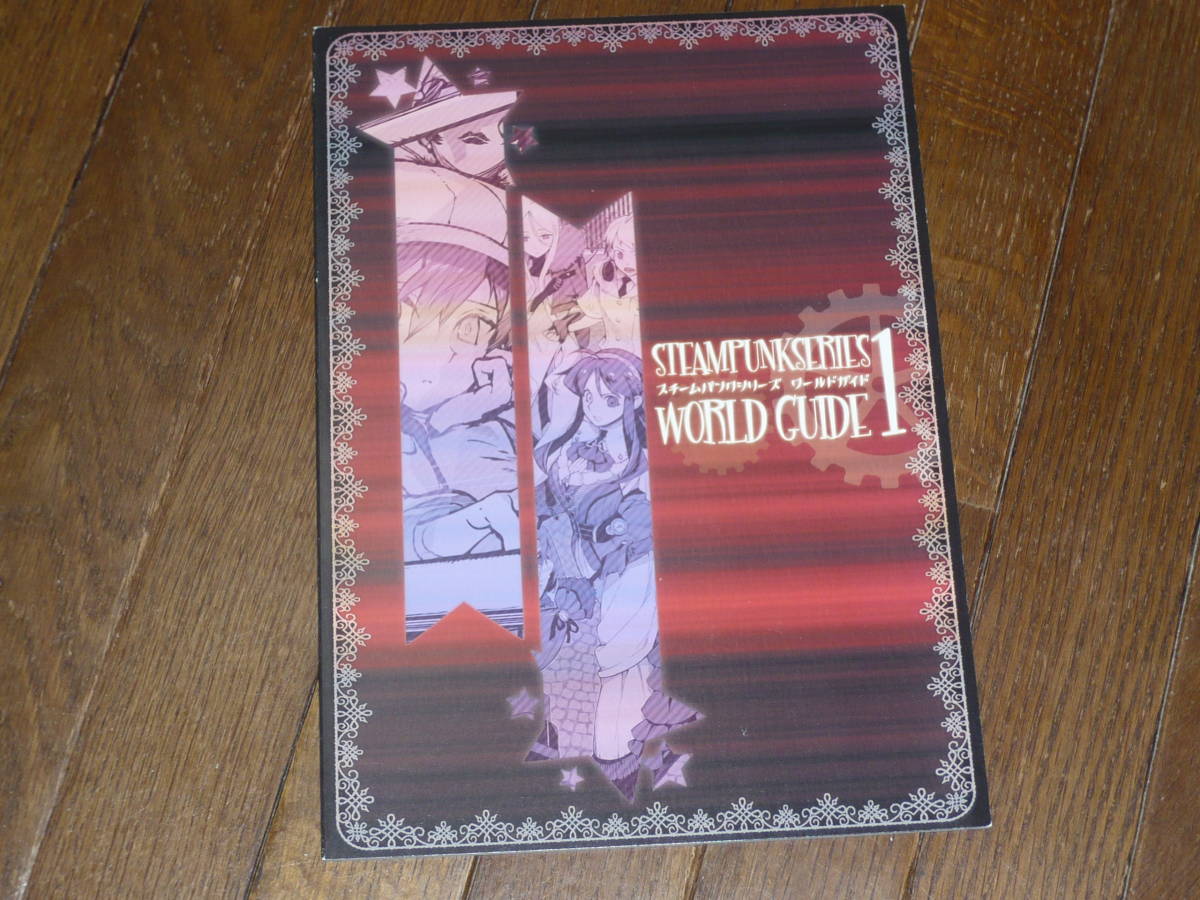 STEAMPUNKSERIES
スチームパンクシリーズ ワールドガイド
WORLD GUIDE 1